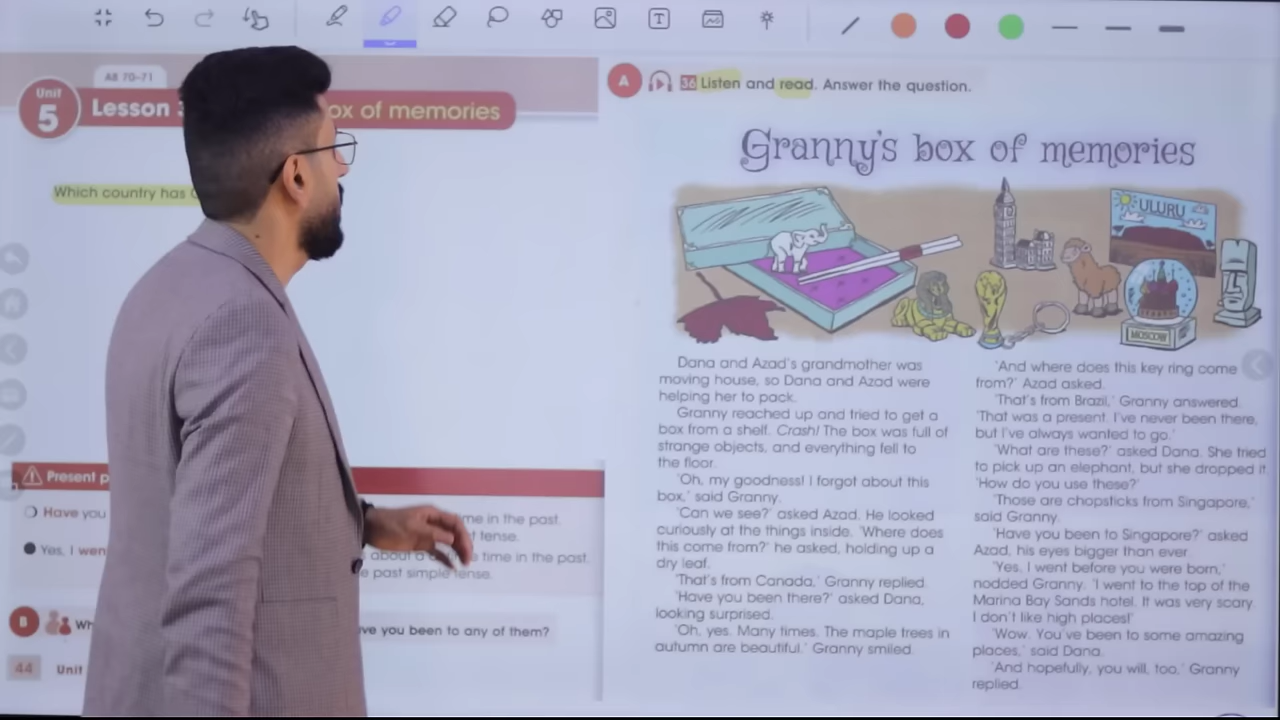 AB 70-71
Unit
5
Lesson
ox of memories
Which country has
Present p
Have you
me in the past.
tense.
Yes, I went
about a
time in the past.
e past simple tense.
B
Wh
ve you been to any of them?
44 Unit
A 36 Listen and read. Answer the question.
Granny's box of memories
ULURU
MOSCOW
Dana and Azad's grandmother was
moving house, so Dana and Azad were
helping her to pack.
Granny reached up and tried to get a
box from a shelf. Crash! The box was full of
strange objects, and everything fell to
the floor.
'Oh, my goodness! I forgot about this
box,' said Granny.
'Can we see?' asked Azad. He looked
curiously at the things inside. 'Where does
this come from?' he asked, holding up a
dry leaf.
'That's from Canada,' Granny replied.
'Have you been there?' asked Dana,
looking surprised.
'Oh, yes. Many times. The maple trees in
autumn are beautiful.' Granny smiled.
'And where does this key ring come
from?' Azad asked.
'That's from Brazil,' Granny answered.
'That was a present. I've never been there,
but I've always wanted to go.'
'What are these?' asked Dana. She tried
to pick up an elephant, but she dropped it.
'How do you use these?'
'Those are chopsticks from Singapore,'
said Granny.
'Have you been to Singapore?' asked
Azad, his eyes bigger than ever.
'Yes, I went before you were born,'
nodded Granny. 'I went to the top of the
Marina Bay Sands hotel. It was very scary.
I don't like high places!'
'Wow. You've been to some amazing
places,' said Dana.
'And hopefully, you will, too,' Granny
replied.